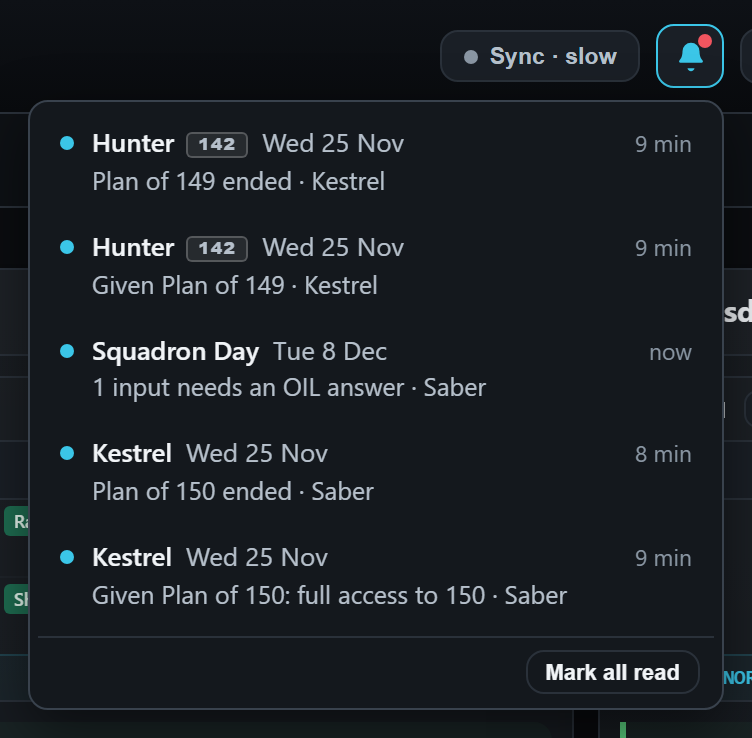 Sync · slow
Hunter 142 Wed 25 Nov 9 min
Plan of 149 ended · Kestrel
Hunter 142 Wed 25 Nov 9 min
Given Plan of 149 · Kestrel
Squadron Day Tue 8 Dec now
1 input needs an OIL answer · Saber
Kestrel Wed 25 Nov 8 min
Plan of 150 ended · Saber
Kestrel Wed 25 Nov 9 min
Given Plan of 150: full access to 150 · Saber
Mark all read